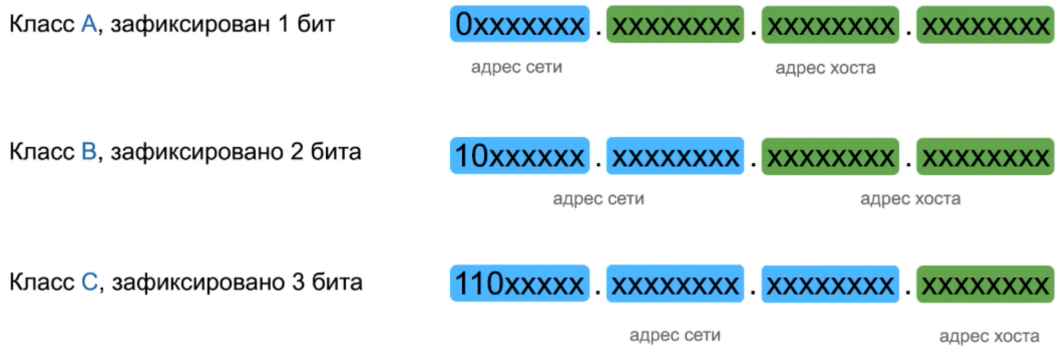 Класс A, зафиксирован 1 бит 0xxxxxxx . xxxxxxxx . xxxxxxxx . xxxxxxxx
адрес сети адрес хоста
Класс B, зафиксировано 2 бита 10xxxxxx . xxxxxxxx . xxxxxxxx . xxxxxxxx
адрес сети адрес хоста
Класс C, зафиксировано 3 бита 110xxxxx . xxxxxxxx . xxxxxxxx . xxxxxxxx
адрес сети адрес хоста